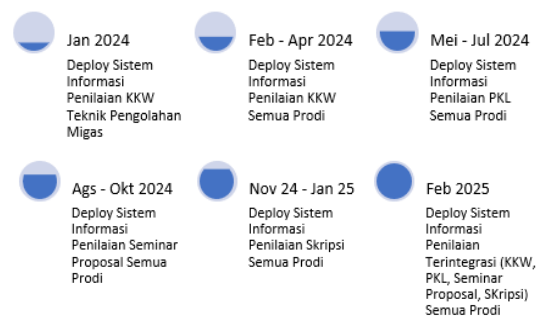 Jan 2024
Deploy Sistem
Informasi
Penilaian KKW
Teknik Pengolahan
Migas
Feb - Apr 2024
Deploy Sistem
Informasi
Penilaian KKW
Semua Prodi
Mei - Jul 2024
Deploy Sistem
Informasi
Penilaian PKL
Semua Prodi
Ags - Okt 2024
Deploy Sistem
Informasi
Penilaian Seminar
Proposal Semua
Prodi
Nov 24 - Jan 25
Deploy Sistem
Informasi
Penilaian Skripsi
Semua Prodi
Feb 2025
Deploy Sistem
Informasi
Penilaian
Terintegrasi (KKW,
PKL, Seminar
Proposal, SKripsi)
Semua Prodi